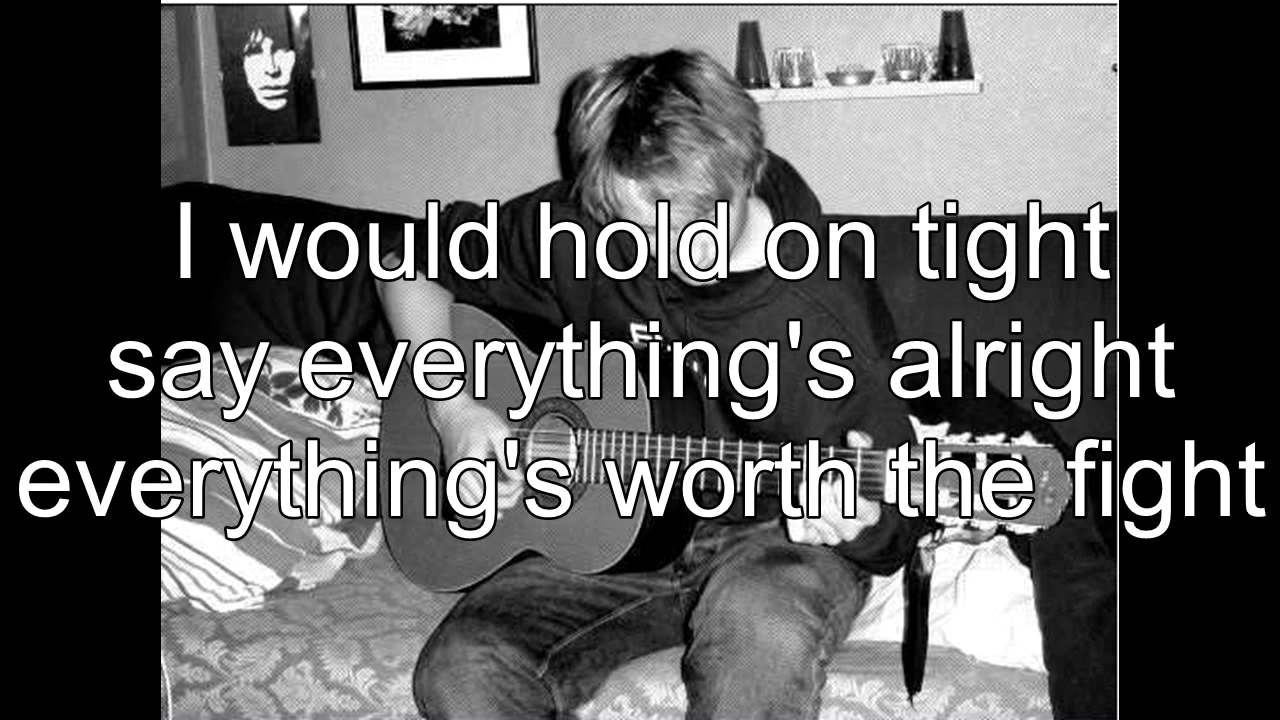 I would hold on tight
say everything's alright
everything's worth the fight